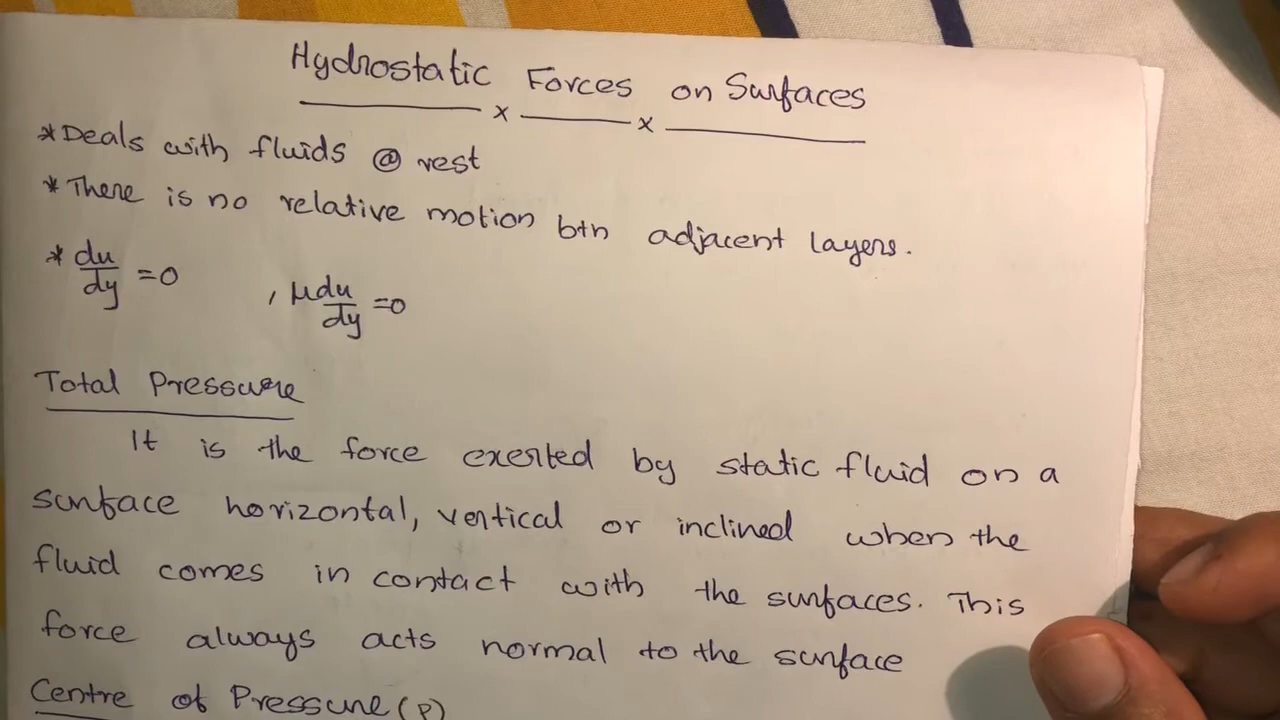 Hydrostatic Forces on Surfaces
x x
* Deals with fluids @ rest
* There is no relative motion btn adjacent layers.
* du/dy = 0 , μ du/dy = 0
Total Pressure
It is the force exerted by static fluid on a
surface horizontal, vertical or inclined when the
fluid comes in contact with the surfaces. This
force always acts normal to the surface
Centre of Pressure (P)